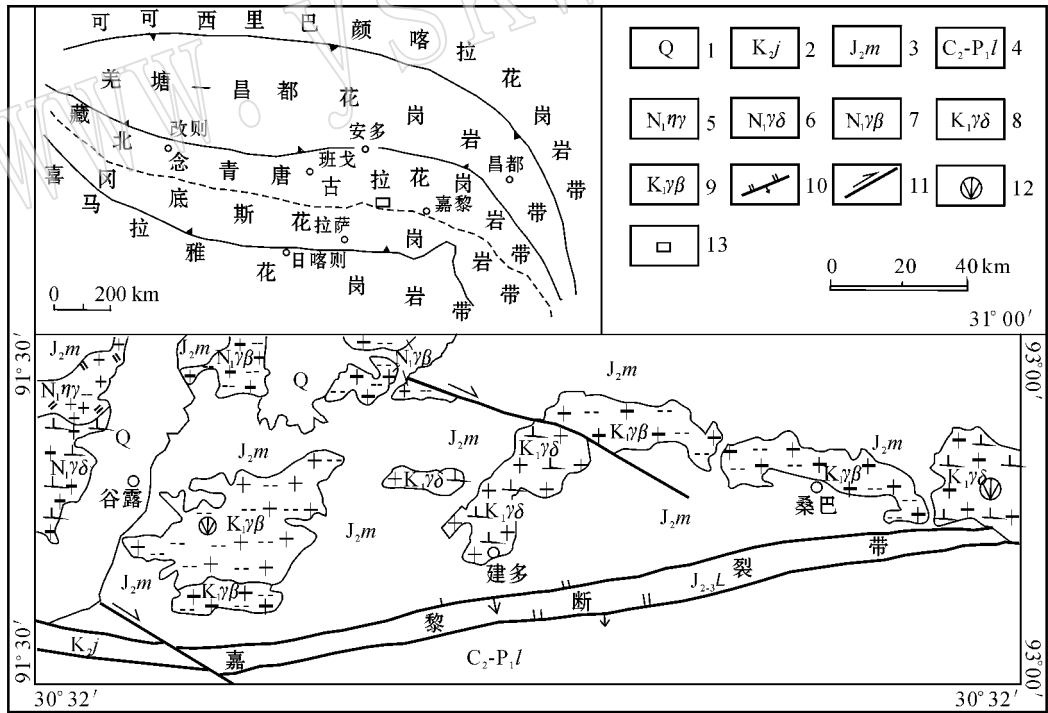 可可西里巴颜喀拉花岗岩带
羌塘—昌都花岗岩带
藏北
改则
安多
班戈
昌都
念青唐古拉花岗岩带
嘉黎
冈底斯花岗岩带
拉萨
日喀则
喜马拉雅花岗岩带
0 200 km
Q 1
K₂j 2
J₂m 3
C₂-P₁l 4
N₁ηγ 5
N₁γδ 6
N₁γβ 7
K₁γδ 8
K₁γβ 9
10
11
12
13
0 20 40 km
31°00′
91°30′
93°00′
J₂m
J₂m
N₁γβ
N₁γβ
J₂m
N₁ηγ
Q
Q
J₂m
J₂m
K₁γδ
K₁γβ
J₂m
N₁γδ
谷露
K₁γδ
K₁γδ
K₁γβ
K₁γδ
桑巴
K₁γβ
J₂m
J₂m
建多
J₂m
K₁γβ
嘉黎断裂带
J₂₋₃L
K₂j
C₂-P₁l
91°30′
93°00′
30°32′
30°32′
www.ysk